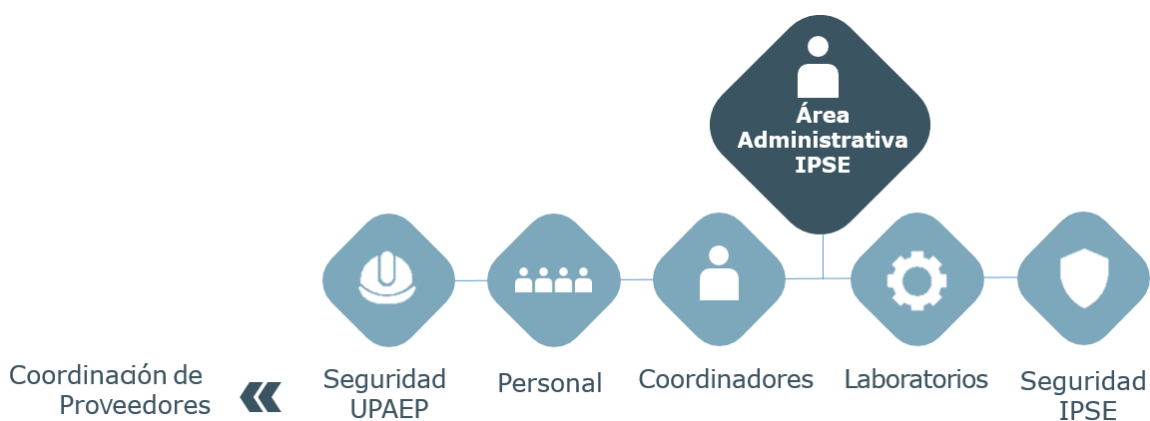 Área
Administrativa
IPSE
Coordinación de
Proveedores
Seguridad
UPAEP
Personal
Coordinadores
Laboratorios
Seguridad
IPSE